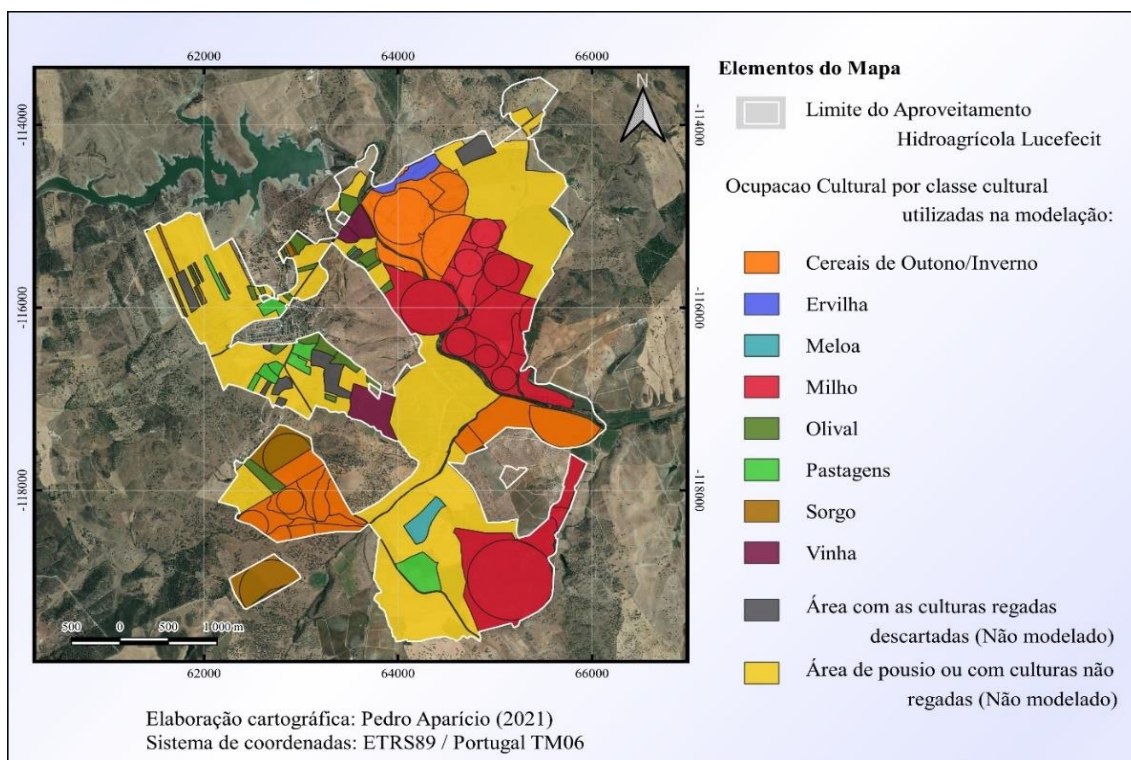 62000
64000
66000
N
-114000
-114000
-116000
-116000
-118000
-118000
500
0
500
1 000 m
62000
64000
66000
Elementos do Mapa
Limite do Aproveitamento
Hidroagrícola Lucefecit
Ocupacao Cultural por classe cultural
utilizadas na modelação:
Cereais de Outono/Inverno
Ervilha
Meloa
Milho
Olival
Pastagens
Sorgo
Vinha
Área com as culturas regadas
descartadas (Não modelado)
Área de pousio ou com culturas não
regadas (Não modelado)
Elaboração cartográfica: Pedro Aparício (2021)
Sistema de coordenadas: ETRS89 / Portugal TM06